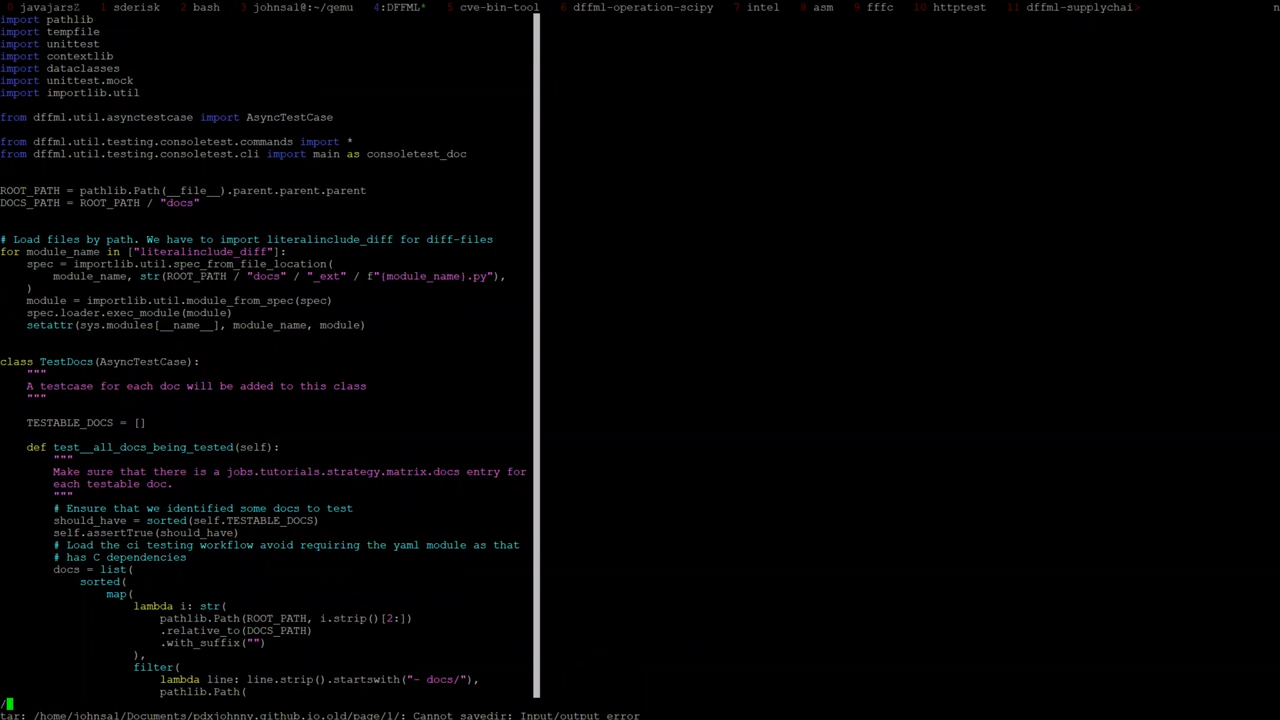 0 javajarsZ 1 sderisk 2 bash 3 johnsal@:~/qemu 4:DFFML* 5 cve-bin-tool 6 dffml-operation-scipy 7 intel 8 asm 9 fffc 10 httptest 11 dffml-supplychai> n
import pathlib
import tempfile
import unittest
import contextlib
import dataclasses
import unittest.mock
import importlib.util
from dffml.util.asynctestcase import AsyncTestCase
from dffml.util.testing.consoletest.commands import *
from dffml.util.testing.consoletest.cli import main as consoletest_doc
ROOT_PATH = pathlib.Path(__file__).parent.parent.parent
DOCS_PATH = ROOT_PATH / "docs"
# Load files by path. We have to import literalinclude_diff for diff-files
for module_name in ["literalinclude_diff"]:
    spec = importlib.util.spec_from_file_location(
        module_name, str(ROOT_PATH / "docs" / "_ext" / f"{module_name}.py"),
    )
    module = importlib.util.module_from_spec(spec)
    spec.loader.exec_module(module)
    setattr(sys.modules[__name__], module_name, module)
class TestDocs(AsyncTestCase):
    """
    A testcase for each doc will be added to this class
    """
    TESTABLE_DOCS = []
    def test__all_docs_being_tested(self):
        """
        Make sure that there is a jobs.tutorials.strategy.matrix.docs entry for
        each testable doc.
        """
        # Ensure that we identified some docs to test
        should_have = sorted(self.TESTABLE_DOCS)
        self.assertTrue(should_have)
        # Load the ci testing workflow avoid requiring the yaml module as that
        # has C dependencies
        docs = list(
            sorted(
                map(
                    lambda i: str(
                        pathlib.Path(ROOT_PATH, i.strip()[2:])
                        .relative_to(DOCS_PATH)
                        .with_suffix("")
                    ),
                    filter(
                        lambda line: line.strip().startswith("- docs/"),
                        pathlib.Path(
/
tar: /home/johnsal/Documents/pdxjohnny.github.io.old/page/1/: Cannot savedir: Input/output error